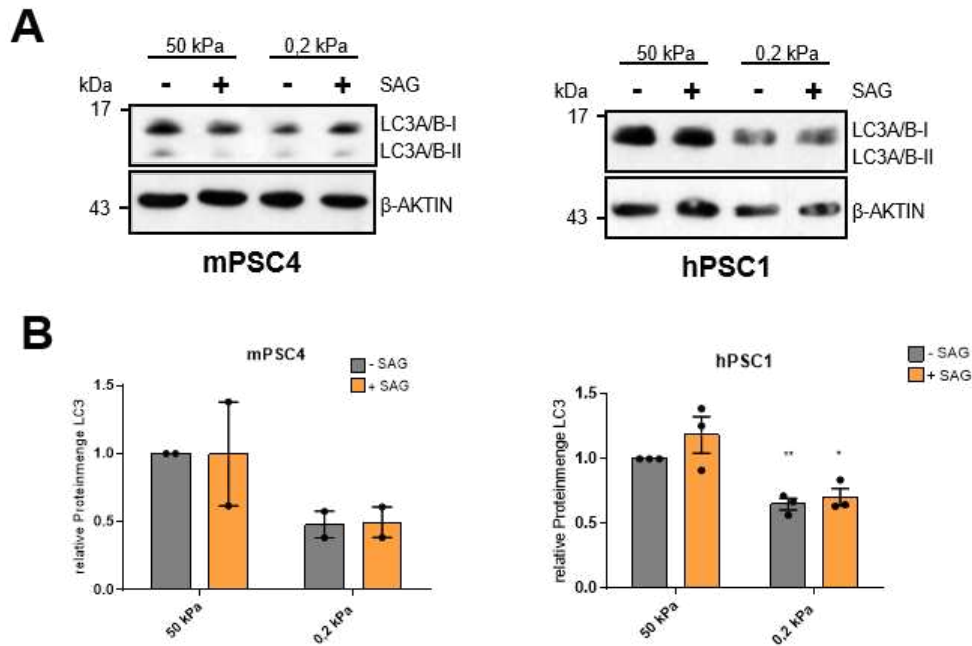 A
50 kPa 0,2 kPa
kDa - + - + SAG
17
LC3A/B-I
LC3A/B-II
43
β-AKTIN
mPSC4
50 kPa 0,2 kPa
kDa - + - + SAG
17
LC3A/B-I
LC3A/B-II
43
β-AKTIN
hPSC1
B
mPSC4
- SAG
+ SAG
relative Proteinmenge LC3
1.5
1.0
0.5
0.0
50 kPa
0,2 kPa
hPSC1
- SAG
+ SAG
relative Proteinmenge LC3
1.5
1.0
0.5
0.0
** *
50 kPa
0,2 kPa